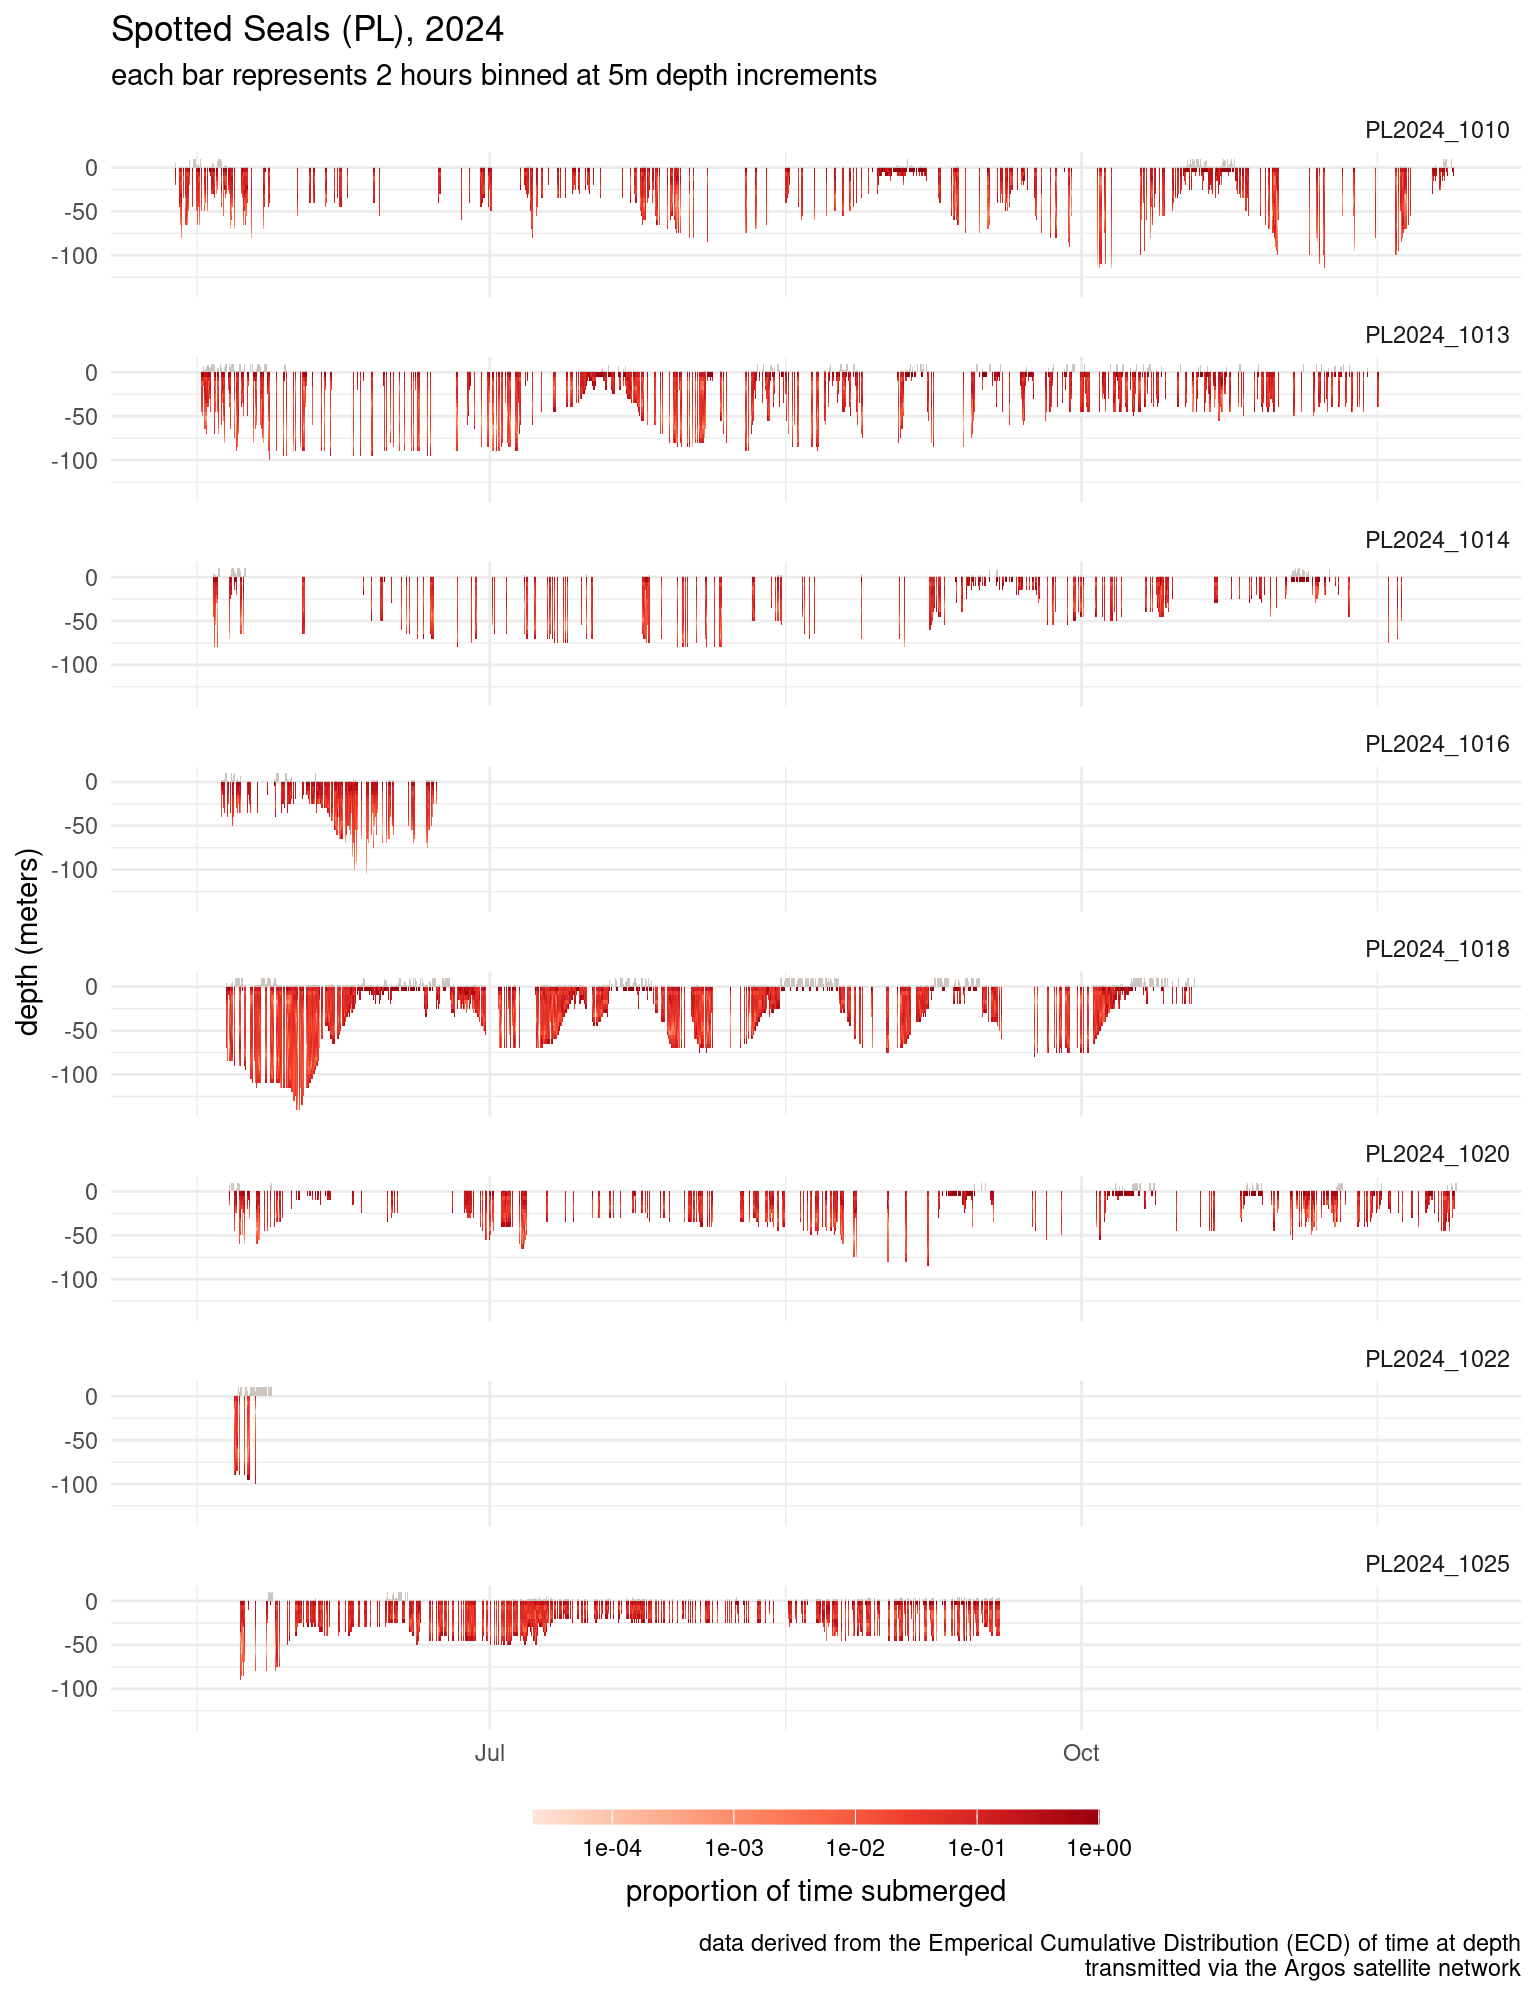 Spotted Seals (PL), 2024
each bar represents 2 hours binned at 5m depth increments
PL2024_1010
0
-50
-100
PL2024_1013
0
-50
-100
PL2024_1014
0
-50
-100
PL2024_1016
0
-50
-100
depth (meters)
PL2024_1018
0
-50
-100
PL2024_1020
0
-50
-100
PL2024_1022
0
-50
-100
PL2024_1025
0
-50
-100
Jul Oct
1e-04 1e-03 1e-02 1e-01 1e+00
proportion of time submerged
data derived from the Emperical Cumulative Distribution (ECD) of time at depth
transmitted via the Argos satellite network